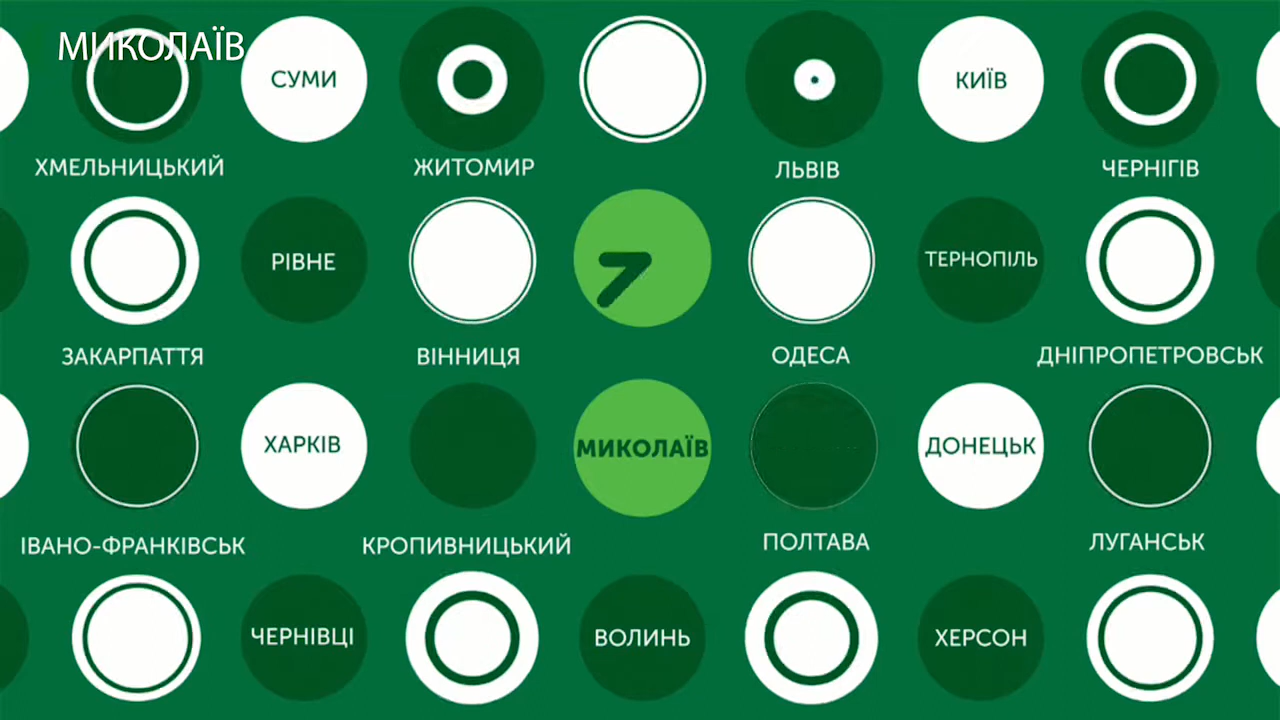 МИКОЛАЇВ
СУМИ
КИЇВ
ХМЕЛЬНИЦЬКИЙ
ЖИТОМИР
ЛЬВІВ
ЧЕРНІГІВ
РІВНЕ
ТЕРНОПІЛЬ
ЗАКАРПАТТЯ
ВІННИЦЯ
ОДЕСА
ДНІПРОПЕТРОВСЬК
ХАРКІВ
МИКОЛАЇВ
ДОНЕЦЬК
ІВАНО-ФРАНКІВСЬК
КРОПИВНИЦЬКИЙ
ПОЛТАВА
ЛУГАНСЬК
ЧЕРНІВЦІ
ВОЛИНЬ
ХЕРСОН